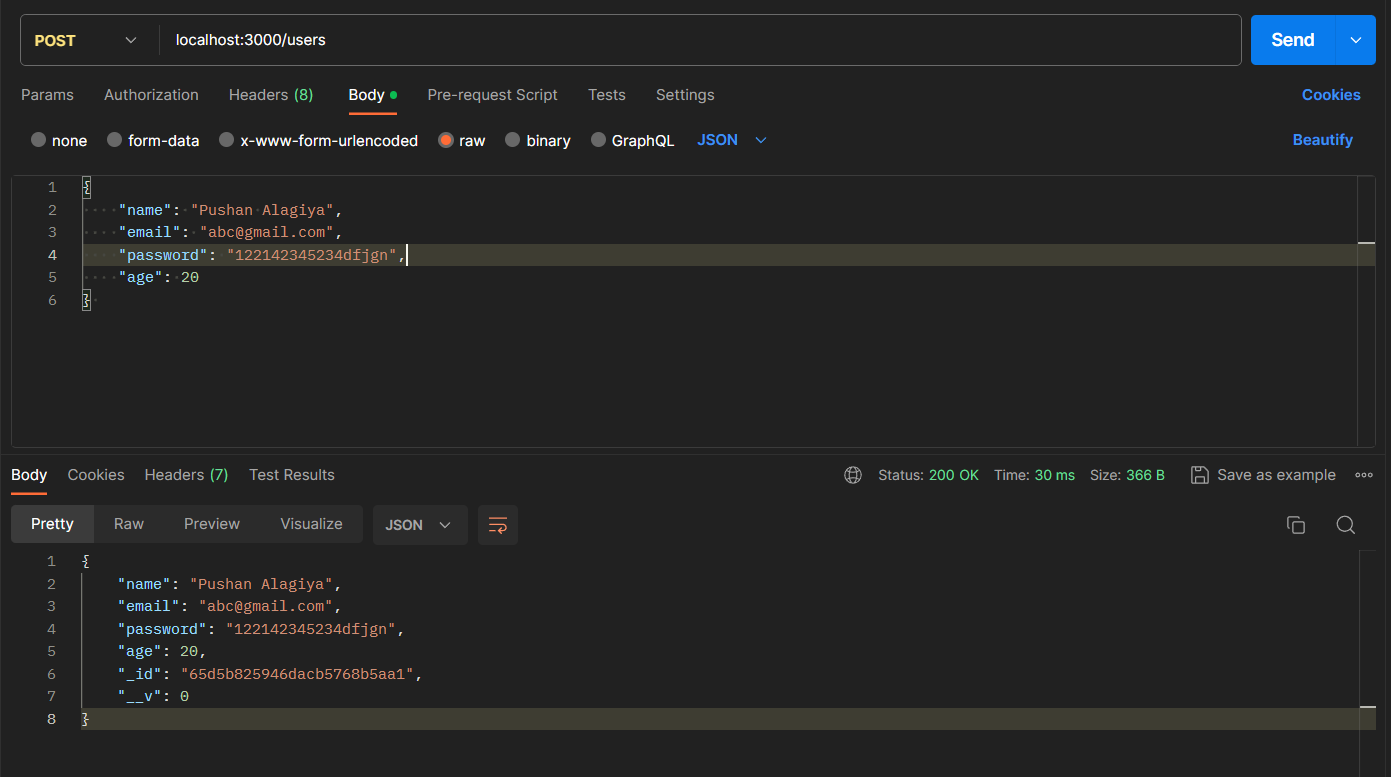 POST localhost:3000/users Send
Params Authorization Headers (8) Body Pre-request Script Tests Settings Cookies
none form-data x-www-form-urlencoded raw binary GraphQL JSON Beautify
1 {
2 "name": "Pushan Alagiya",
3 "email": "abc@gmail.com",
4 "password": "122142345234dfjgn",
5 "age": 20
6 }
Body Cookies Headers (7) Test Results Status: 200 OK Time: 30 ms Size: 366 B Save as example
Pretty Raw Preview Visualize JSON
1 {
2 "name": "Pushan Alagiya",
3 "email": "abc@gmail.com",
4 "password": "122142345234dfjgn",
5 "age": 20,
6 "_id": "65d5b825946dacb5768b5aa1",
7 "__v": 0
8 }